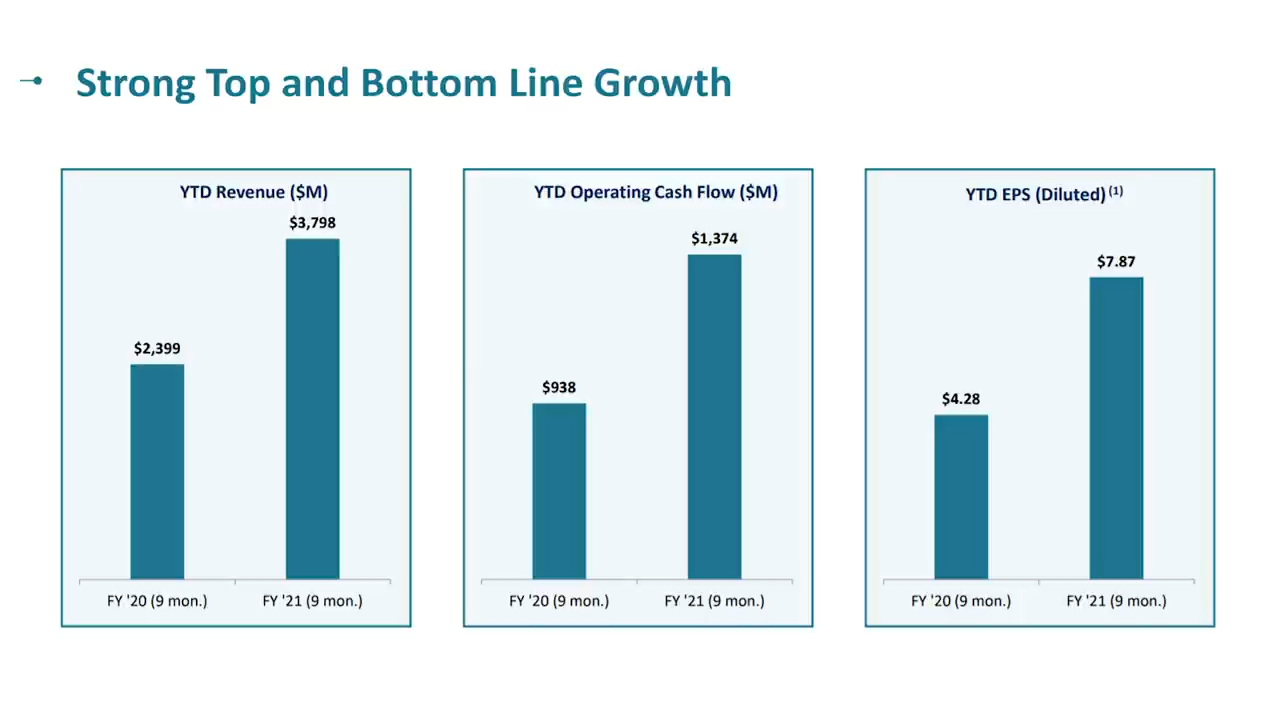 Strong Top and Bottom Line Growth
YTD Revenue ($M)
$3,798
$2,399
FY '20 (9 mon.)
FY '21 (9 mon.)
YTD Operating Cash Flow ($M)
$1,374
$938
FY '20 (9 mon.)
FY '21 (9 mon.)
YTD EPS (Diluted) (1)
$7.87
$4.28
FY '20 (9 mon.)
FY '21 (9 mon.)